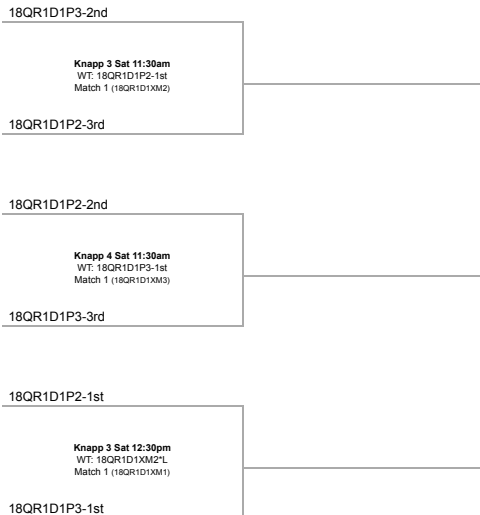 18QR1D1P3-2nd
Knapp 3 Sat 11:30am
WT: 18QR1D1P2-1st
Match 1 (18QR1D1XM2)
18QR1D1P2-3rd
18QR1D1P2-2nd
Knapp 4 Sat 11:30am
WT: 18QR1D1P3-1st
Match 1 (18QR1D1XM3)
18QR1D1P3-3rd
18QR1D1P2-1st
Knapp 3 Sat 12:30pm
WT: 18QR1D1XM2*L
Match 1 (18QR1D1XM1)
18QR1D1P3-1st